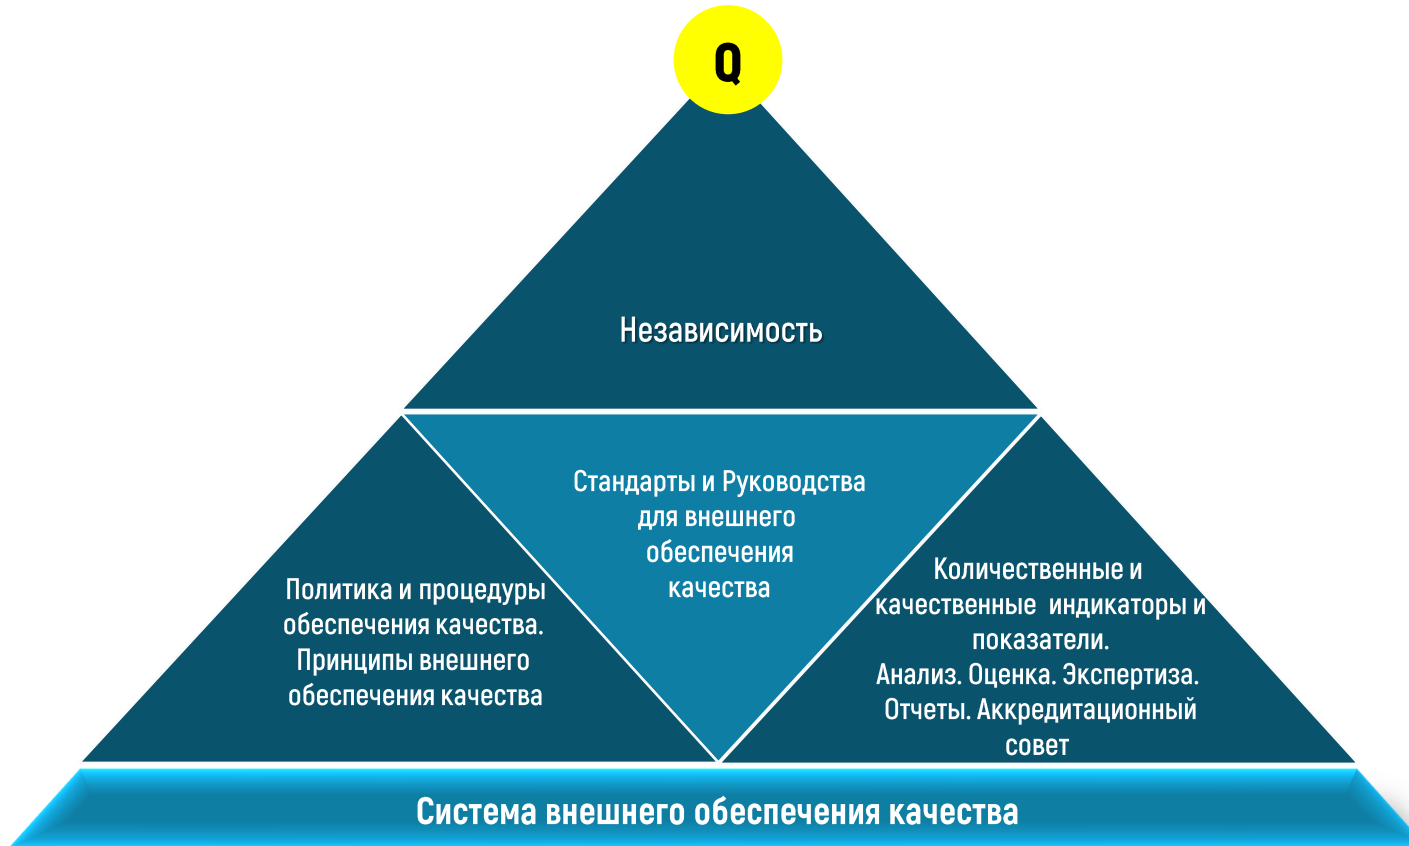 Q
Независимость
Стандарты и Руководства
для внешнего
обеспечения
качества
Политика и процедуры
обеспечения качества.
Принципы внешнего
обеспечения качества
Количественные и
качественные индикаторы и
показатели.
Анализ. Оценка. Экспертиза.
Отчеты. Аккредитационный
совет
Система внешнего обеспечения качества